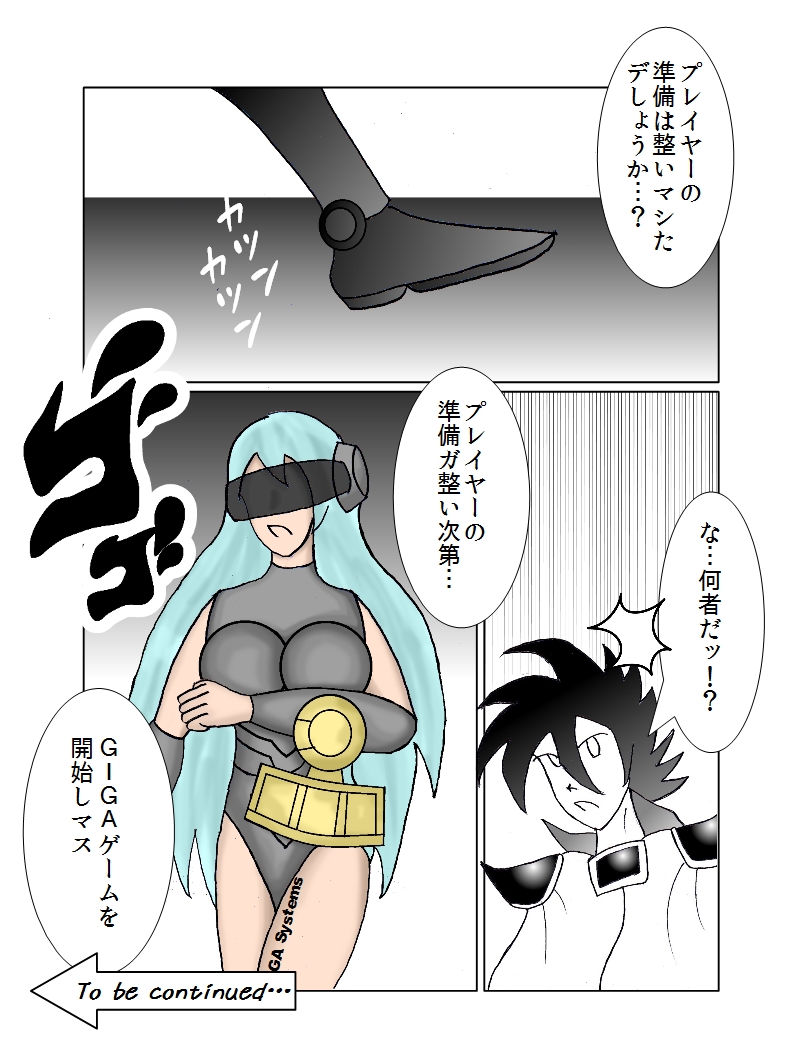 プレイヤーの
準備は整いマシた
デしょうか…？
カツン
カツン
な…何者だッ！？
プレイヤーの
準備ガ整い次第…
ゴゴ
ＧＩＧＡゲームを
開始しマス
GA Systems
To be continued…